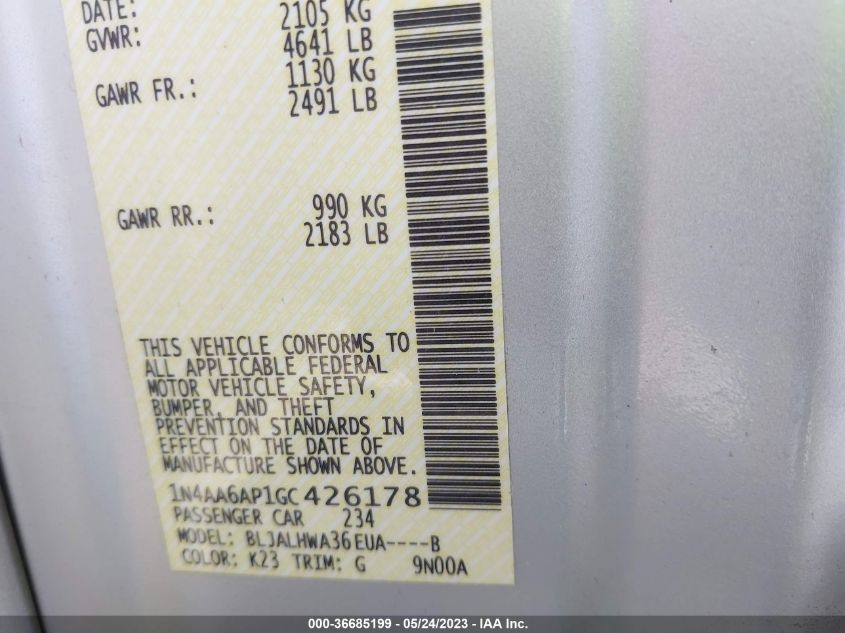 DATE:
2105 KG
GVWR: 4641 LB
1130 KG
GAWR FR.: 2491 LB
990 KG
GAWR RR.: 2183 LB
THIS VEHICLE CONFORMS TO
ALL APPLICABLE FEDERAL
MOTOR VEHICLE SAFETY,
BUMPER, AND THEFT
PREVENTION STANDARDS IN
EFFECT ON THE DATE OF
MANUFACTURE SHOWN ABOVE.
1N4AA6AP1GC426178
PASSENGER CAR 234
MODEL: BLJALHWA36EUA----B
COLOR: K23 TRIM: G 9N00A
000-36685199 - 05/24/2023 - IAA Inc.